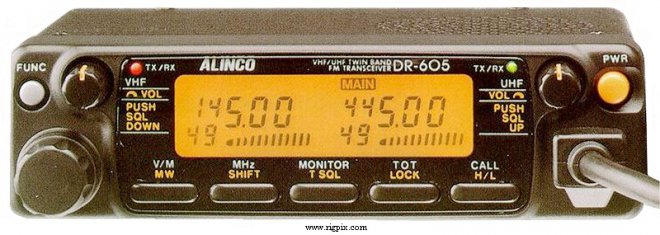 FUNC
TX/RX
ALINCO
VHF/UHF TWIN BAND
FM TRANSCEIVER DR-605
TX/RX
PWR
VHF
VOL
PUSH
SQL
DOWN
MAIN
145.00
445.00
49
49
UHF
VOL
PUSH
SQL
UP
V/M
MW
MHz
SHIFT
MONITOR
T SQL
TOT
LOCK
CALL
H/L
www.rigpix.com